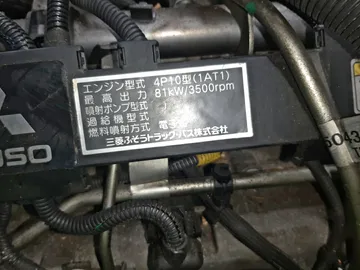 エンジン型式 4P10型(1AT1)
最高出力 81kW/3500rpm
噴射ポンプ型式
過給機型式
燃料噴射方式 電
三菱ふそうトラック・バス株式会社
USO